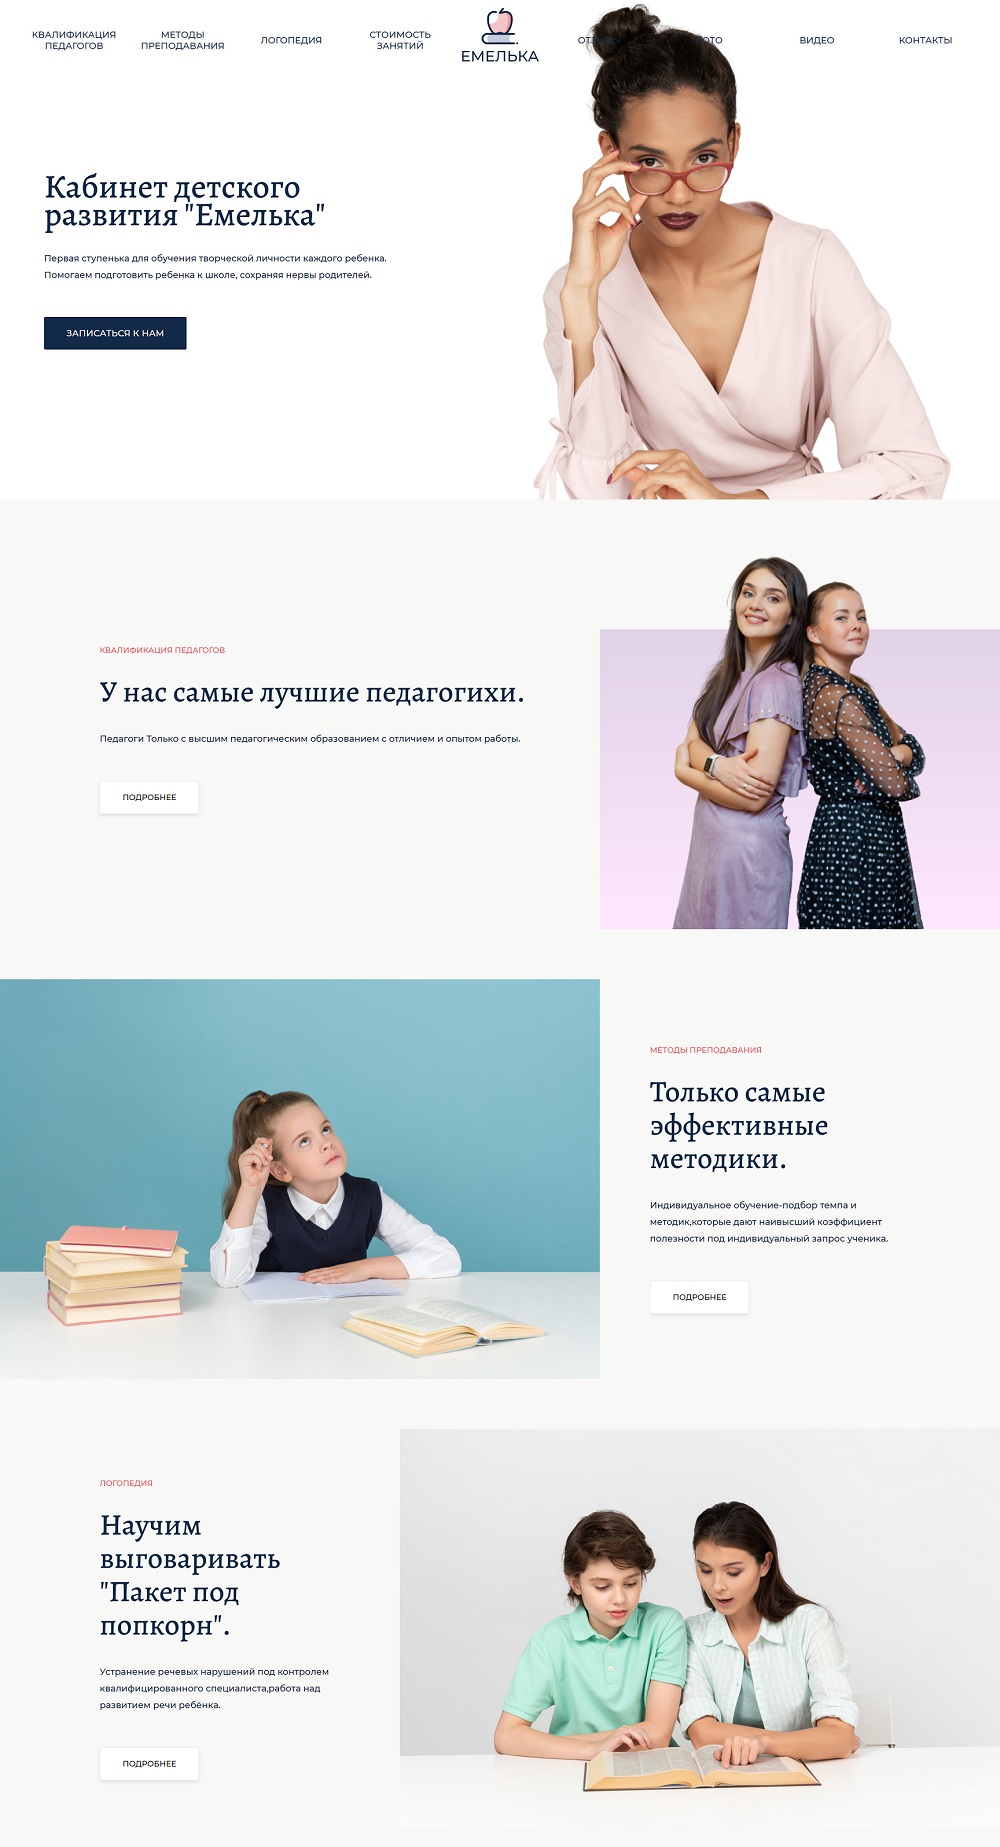 КВАЛИФИКАЦИЯ
ПЕДАГОГОВ
МЕТОДЫ
ПРЕПОДАВАНИЯ
ЛОГОПЕДИЯ
СТОИМОСТЬ
ЗАНЯТИЙ
ЕМЕЛЬКА
ВИДЕО
КОНТАКТЫ
Кабинет детского
развития "Емелька"
Первая ступенька для обучения творческой личности каждого ребенка.
Помогаем подготовить ребенка к школе, сохраняя нервы родителей.
ЗАПИСАТЬСЯ К НАМ
КВАЛИФИКАЦИЯ ПЕДАГОГОВ
У нас самые лучшие педагогихи.
Педагоги Только с высшим педагогическим образованием с отличием и опытом работы.
ПОДРОБНЕЕ
МЕТОДЫ ПРЕПОДАВАНИЯ
Только самые
эффективные
методики.
Индивидуальное обучение-подбор темпа и
методик,которые дают наивысший коэффициент
полезности под индивидуальный запрос ученика.
ПОДРОБНЕЕ
ЛОГОПЕДИЯ
Научим
выговаривать
"Пакет под
попкорн".
Устранение речевых нарушений под контролем
квалифицированного специалиста,работа над
развитием речи ребёнка.
ПОДРОБНЕЕ